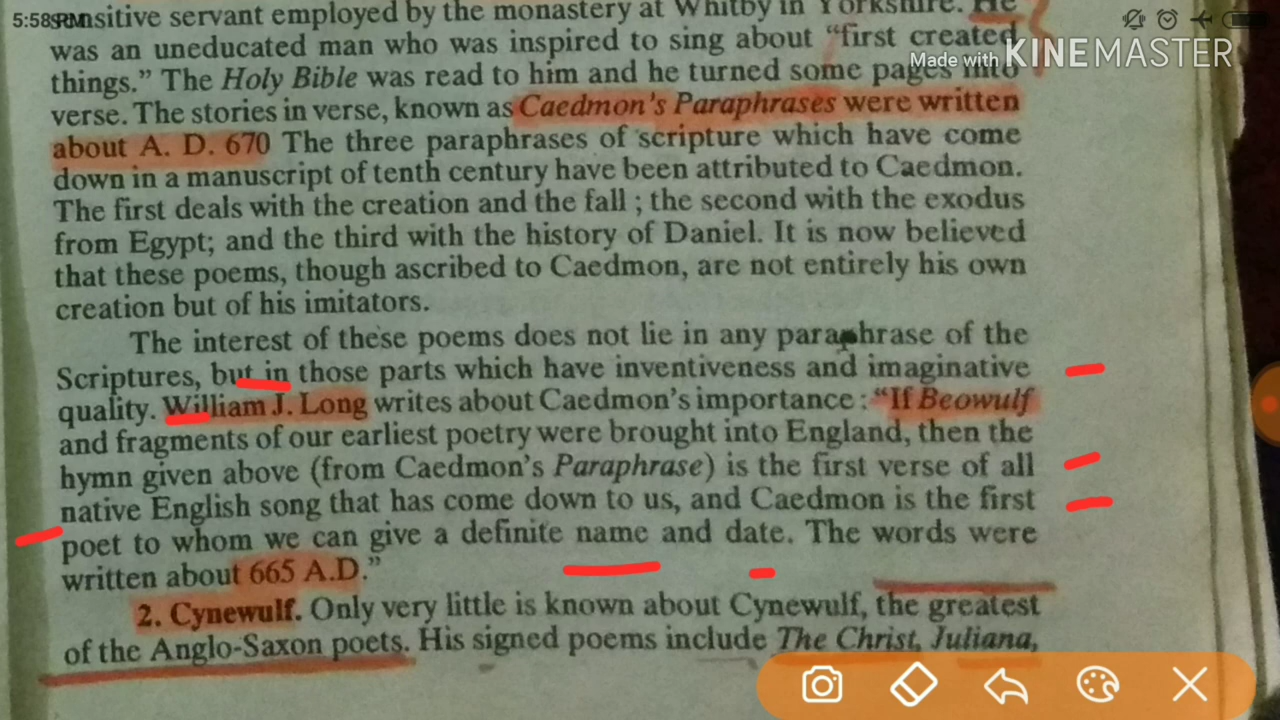 5:58 PM
sensitive servant employed by the monastery at Whitby in Yorkshire. He
was an uneducated man who was inspired to sing about “first created
Made with KINEMASTER
things.” The Holy Bible was read to him and he turned some pages into
verse. The stories in verse, known as Caedmon's Paraphrases were written
about A. D. 670 The three paraphrases of scripture which have come
down in a manuscript of tenth century have been attributed to Caedmon.
The first deals with the creation and the fall ; the second with the exodus
from Egypt; and the third with the history of Daniel. It is now believed
that these poems, though ascribed to Caedmon, are not entirely his own
creation but of his imitators.
The interest of these poems does not lie in any paraphrase of the
Scriptures, but in those parts which have inventiveness and imaginative
quality. William J. Long writes about Caedmon's importance : “If Beowulf
and fragments of our earliest poetry were brought into England, then the
hymn given above (from Caedmon's Paraphrase) is the first verse of all
native English song that has come down to us, and Caedmon is the first
poet to whom we can give a definite name and date. The words were
written about 665 A.D.”
2. Cynewulf. Only very little is known about Cynewulf, the greatest
of the Anglo-Saxon poets. His signed poems include The Christ, Juliana,